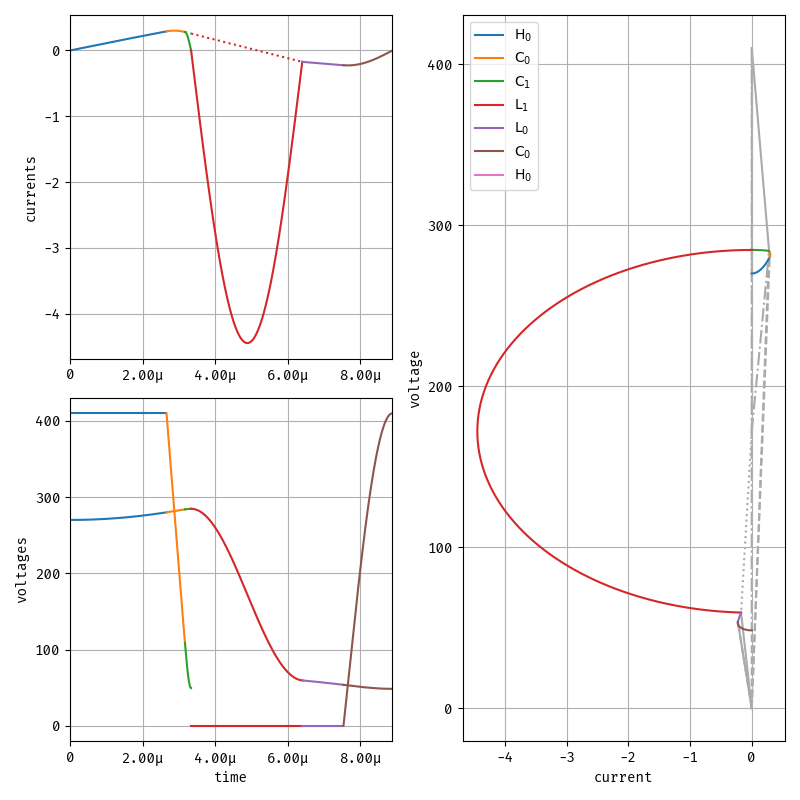 0
-1
-2
-3
-4
currents
0
2.00μ
4.00μ
6.00μ
8.00μ
400
300
200
100
0
voltages
0
2.00μ
4.00μ
6.00μ
8.00μ
time
H₀
C₀
C₁
L₁
L₀
C₀
H₀
400
300
200
100
0
voltage
-4
-3
-2
-1
0
current